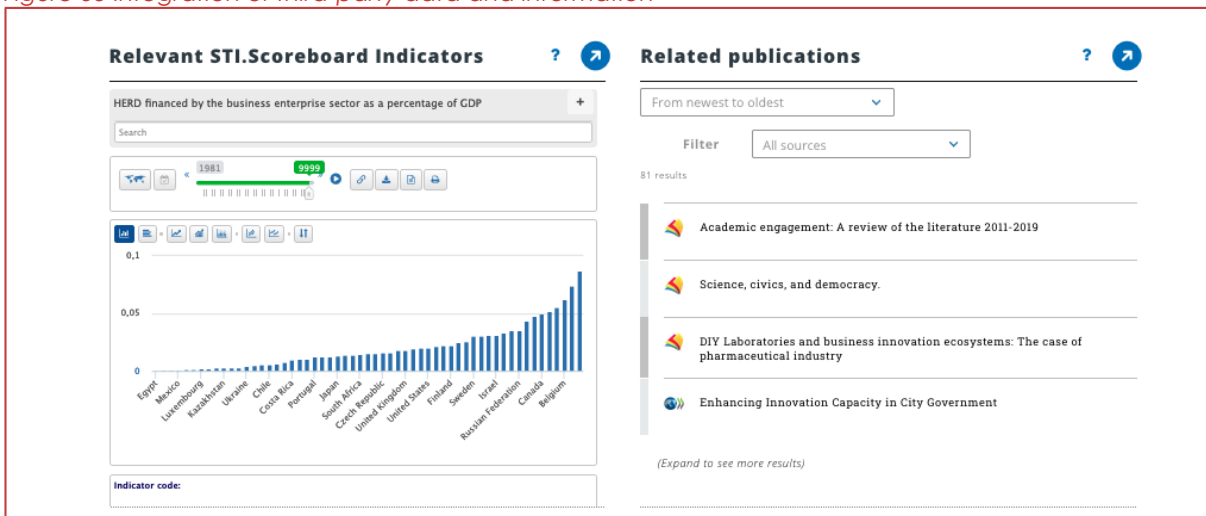 Relevant STI.Scoreboard Indicators ?
HERD financed by the business enterprise sector as a percentage of GDP +
Search
1981 9999
0,1
0,05
0
Egypt
Mexico
Luxembourg
Kazakhstan
Ukraine
Chile
Costa Rica
Portugal
Japan
South Africa
Czech Republic
United Kingdom
United States
Finland
Sweden
Israel
Russian Federation
Canada
Belgium
Indicator code:
Related publications ?
From newest to oldest
Filter All sources
81 results
Academic engagement: A review of the literature 2011-2019
Science, civics, and democracy.
DIY Laboratories and business innovation ecosystems: The case of
pharmaceutical industry
Enhancing Innovation Capacity in City Government
(Expand to see more results)